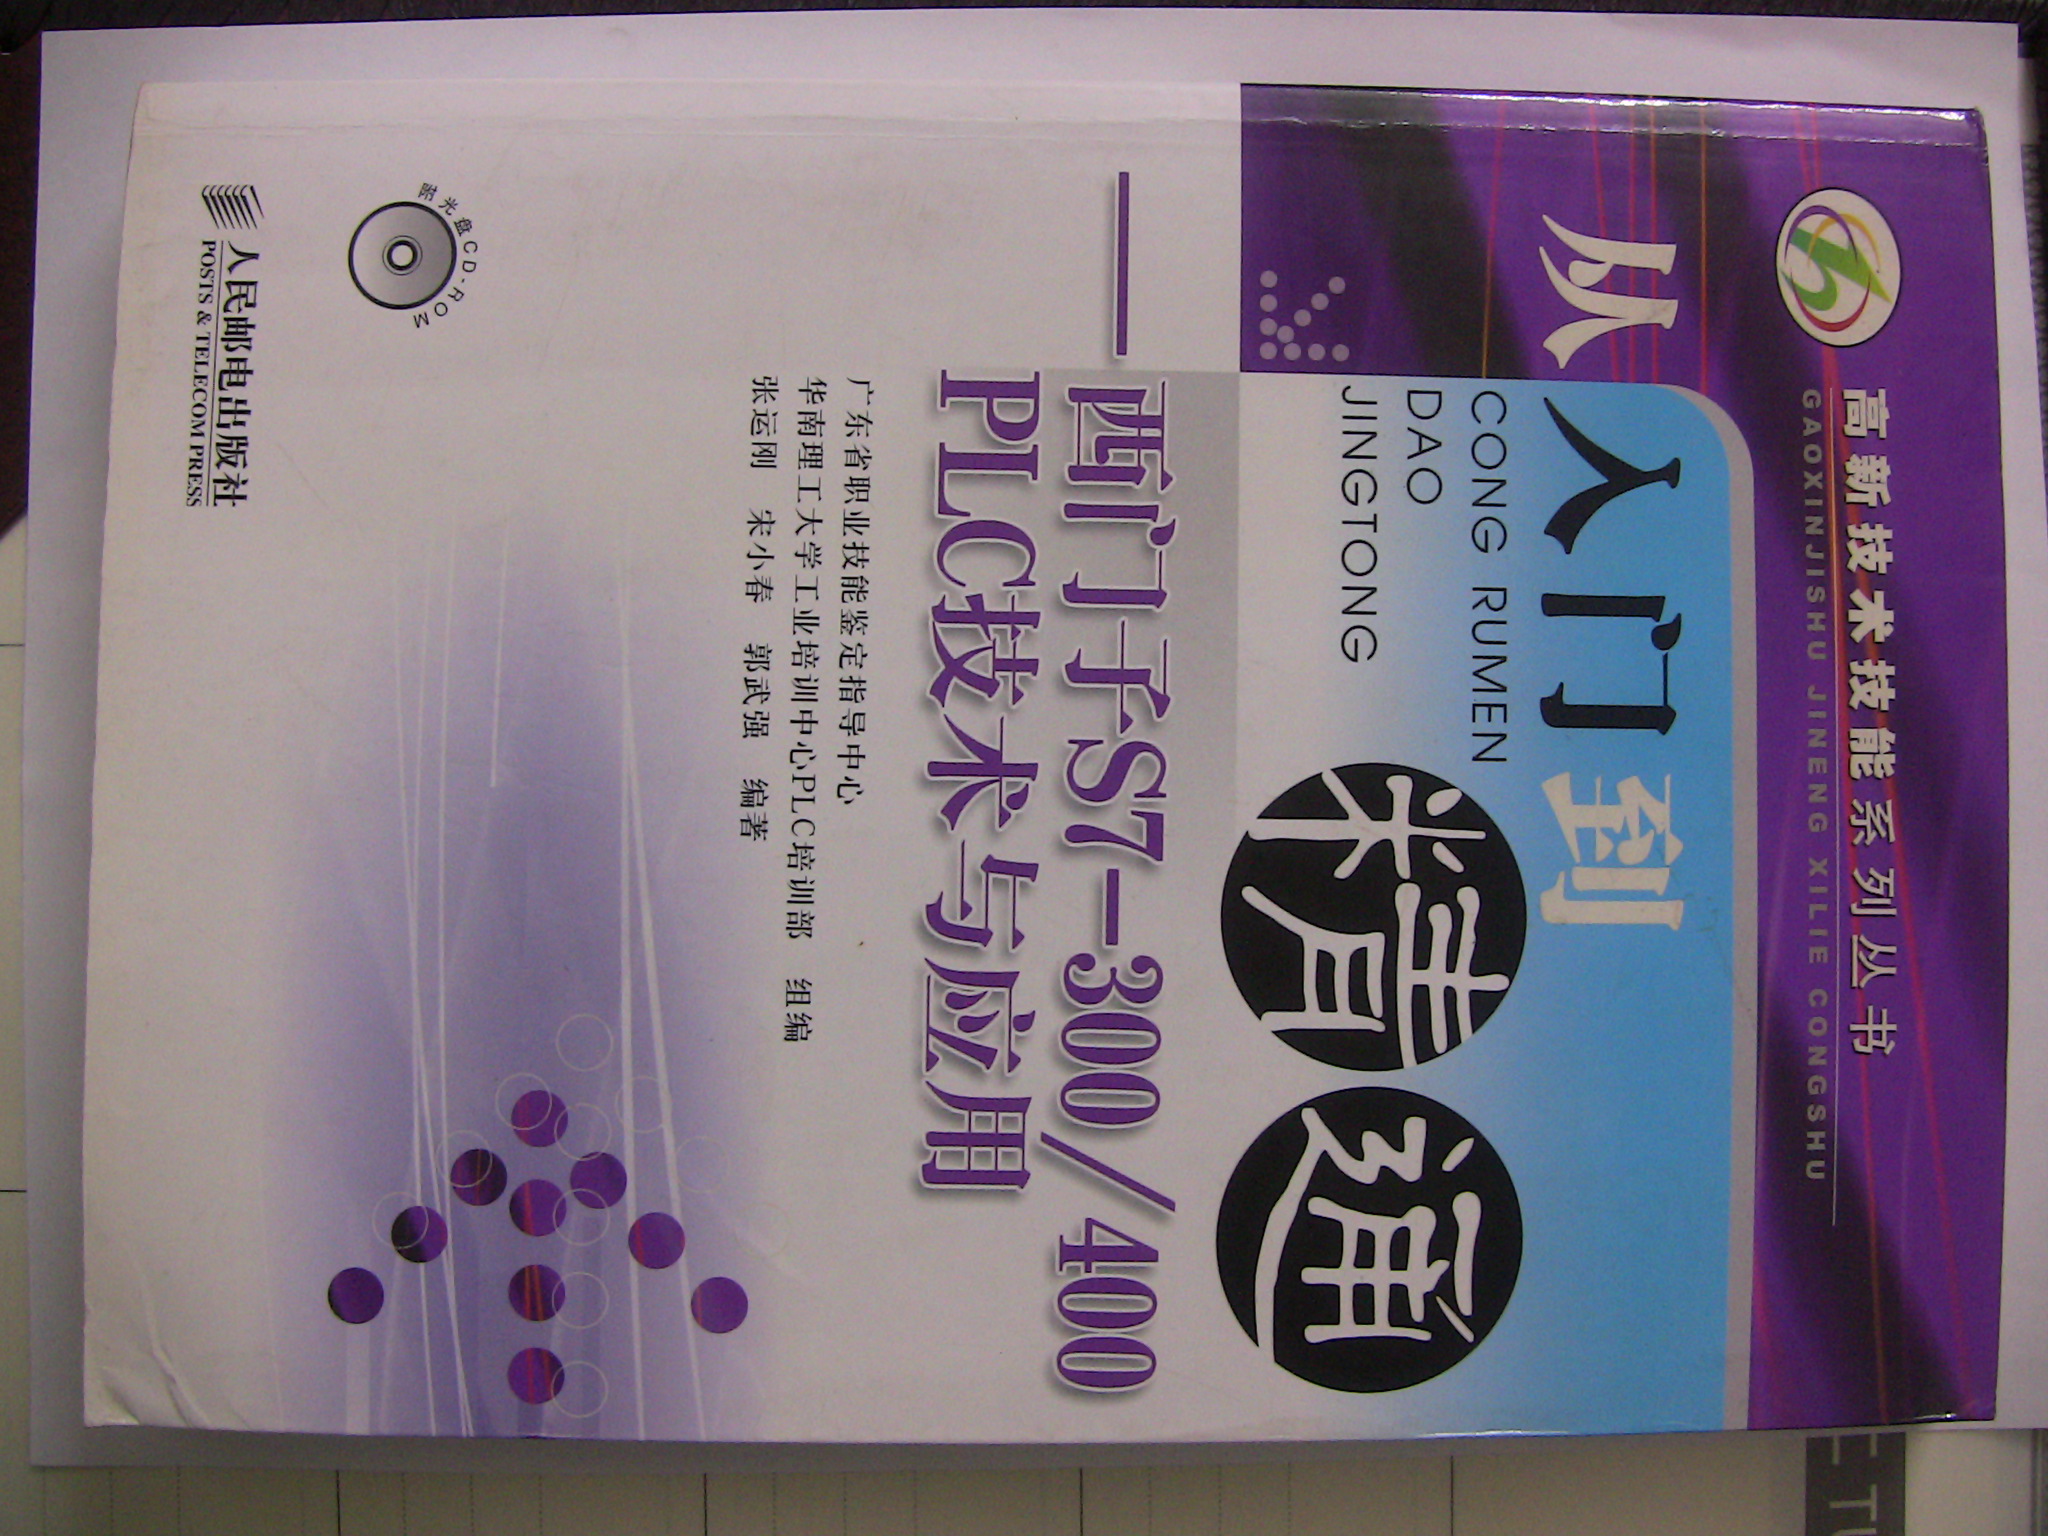 高新技术技能系列丛书
GAOXINJISHU JINENG XILIE CONGSHU
从入门到精通
CONG RUMEN
DAO
JINGTONG
—西门子S7-300/400
PLC技术与应用
广东省职业技能鉴定指导中心
华南理工大学工业培训中心PLC培训部 组编
张运刚 宋小春 郭武强 编著
附光盘CD-ROM
人民邮电出版社
POSTS & TELECOM PRESS